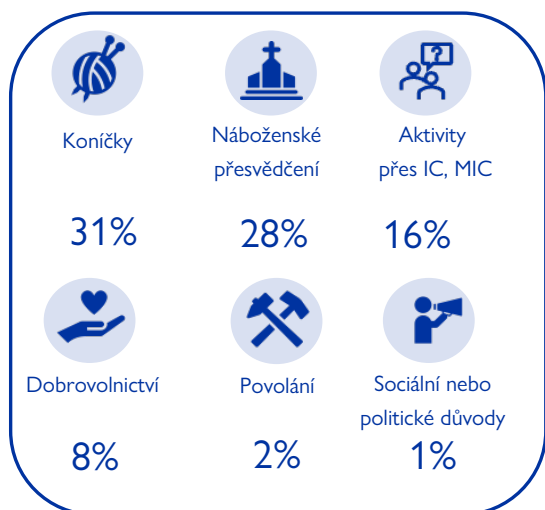 ?
Koníčky
Náboženské
přesvědčení
Aktivity
přes IC, MIC
31%
28%
16%
Dobrovolnictví
Povolání
Sociální nebo
politické důvody
8%
2%
1%